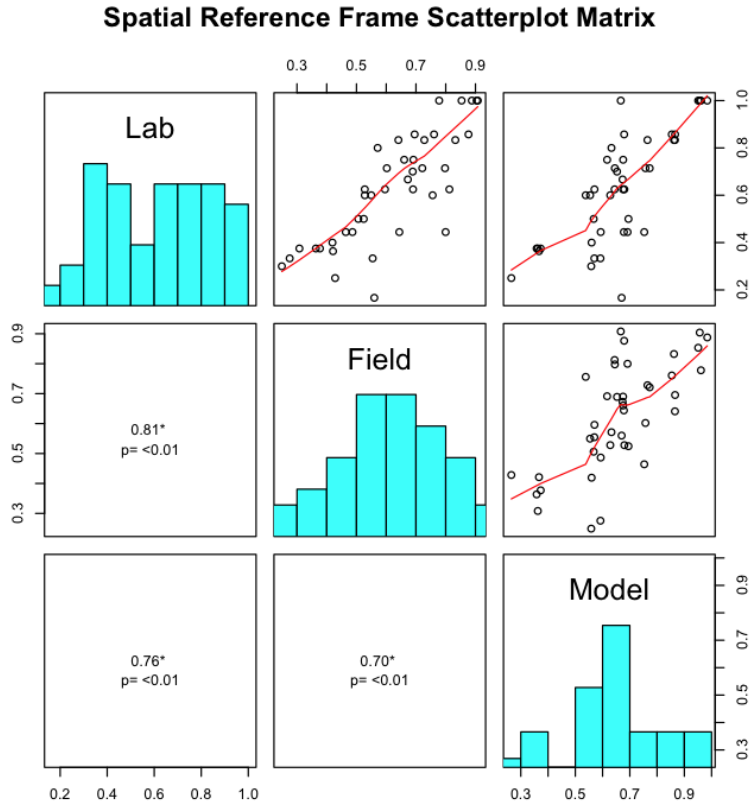 Spatial Reference Frame Scatterplot Matrix
0.3 0.5 0.7 0.9
Lab
0.2 0.4 0.6 0.8 1.0
0.3 0.5 0.7 0.9
0.81*
p= <0.01
Field
0.76*
p= <0.01
0.70*
p= <0.01
Model
0.3 0.5 0.7 0.9
0.2 0.4 0.6 0.8 1.0
0.3 0.5 0.7 0.9